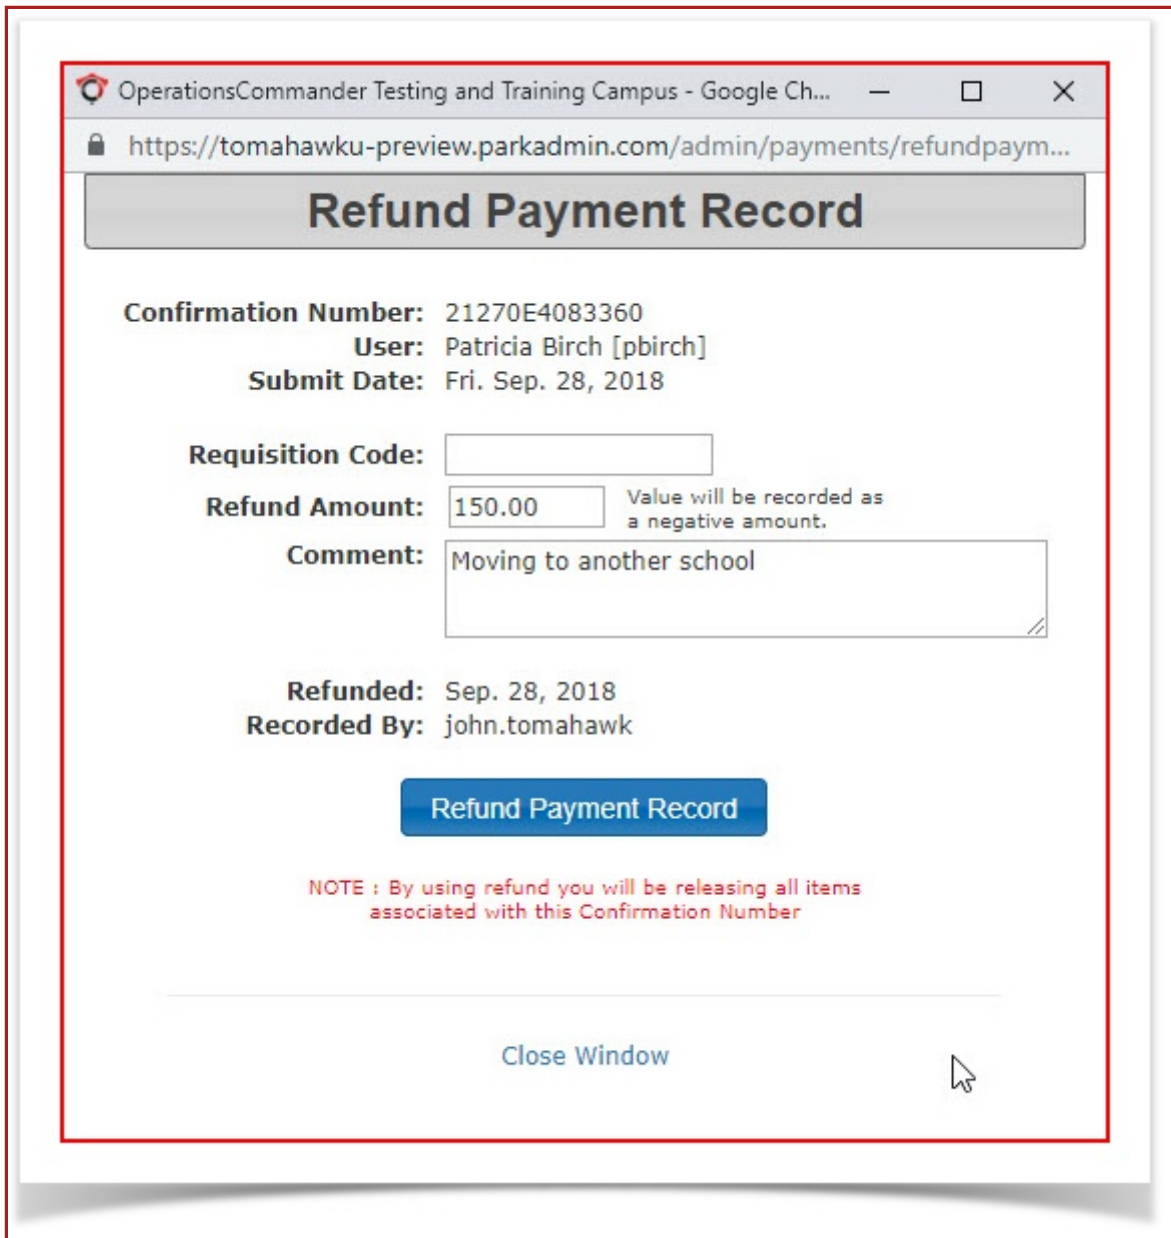 OperationsCommander Testing and Training Campus - Google Ch...
https://tomahawku-preview.parkadmin.com/admin/payments/refundpaym...
Refund Payment Record
Confirmation Number: 21270E4083360
User: Patricia Birch [pbirch]
Submit Date: Fri. Sep. 28, 2018
Requisition Code:
Refund Amount: 150.00 Value will be recorded as
a negative amount.
Comment: Moving to another school
Refunded: Sep. 28, 2018
Recorded By: john.tomahawk
Refund Payment Record
NOTE : By using refund you will be releasing all items
associated with this Confirmation Number
Close Window